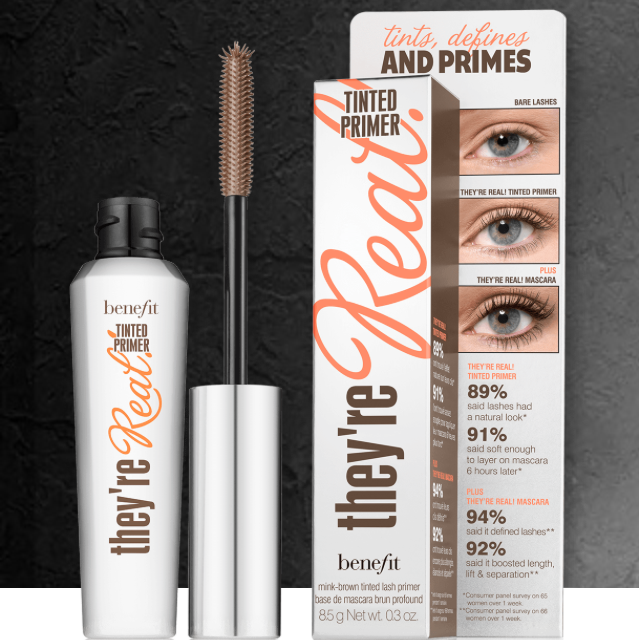 benefit
TINTED
PRIMER
they're Real!
TINTED
PRIMER
they're Real!
benefit
mink-brown tinted lash primer
base de mascara brun profond
8.5 g Net wt. 0.3 oz.
89%
91%
94%
92%
tints, defines
AND PRIMES
BARE LASHES
THEY'RE REAL! TINTED PRIMER
PLUS
THEY'RE REAL! MASCARA
THEY'RE REAL!
TINTED PRIMER
89%
said lashes had
a natural look*
91%
said soft enough
to layer on mascara
6 hours later*
PLUS
THEY'RE REAL! MASCARA
94%
said it defined lashes**
92%
said it boosted length,
lift & separation**
*Consumer panel survey on 65
women over 1 week.
**Consumer panel survey on 66
women over 1 week.